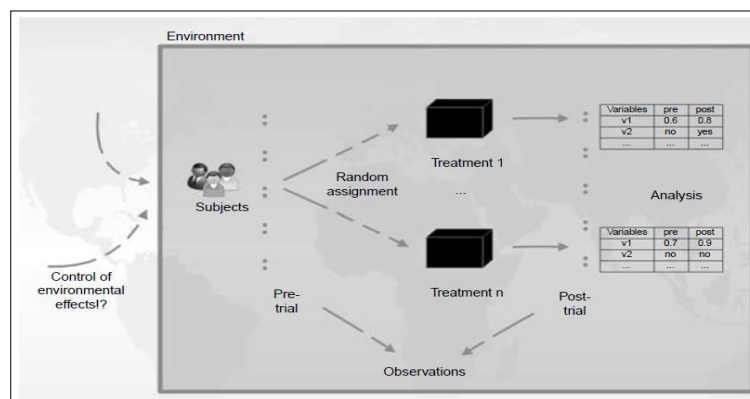 Environment
Subjects
Random
assignment
Treatment 1
...
Treatment n
Variables pre post
v1 0.6 0.8
v2 no yes
... ... ...
Analysis
Variables pre post
v1 0.7 0.9
v2 no no
... ... ...
Control of
environmental
effects!?
Pre-
trial
Post-
trial
Observations